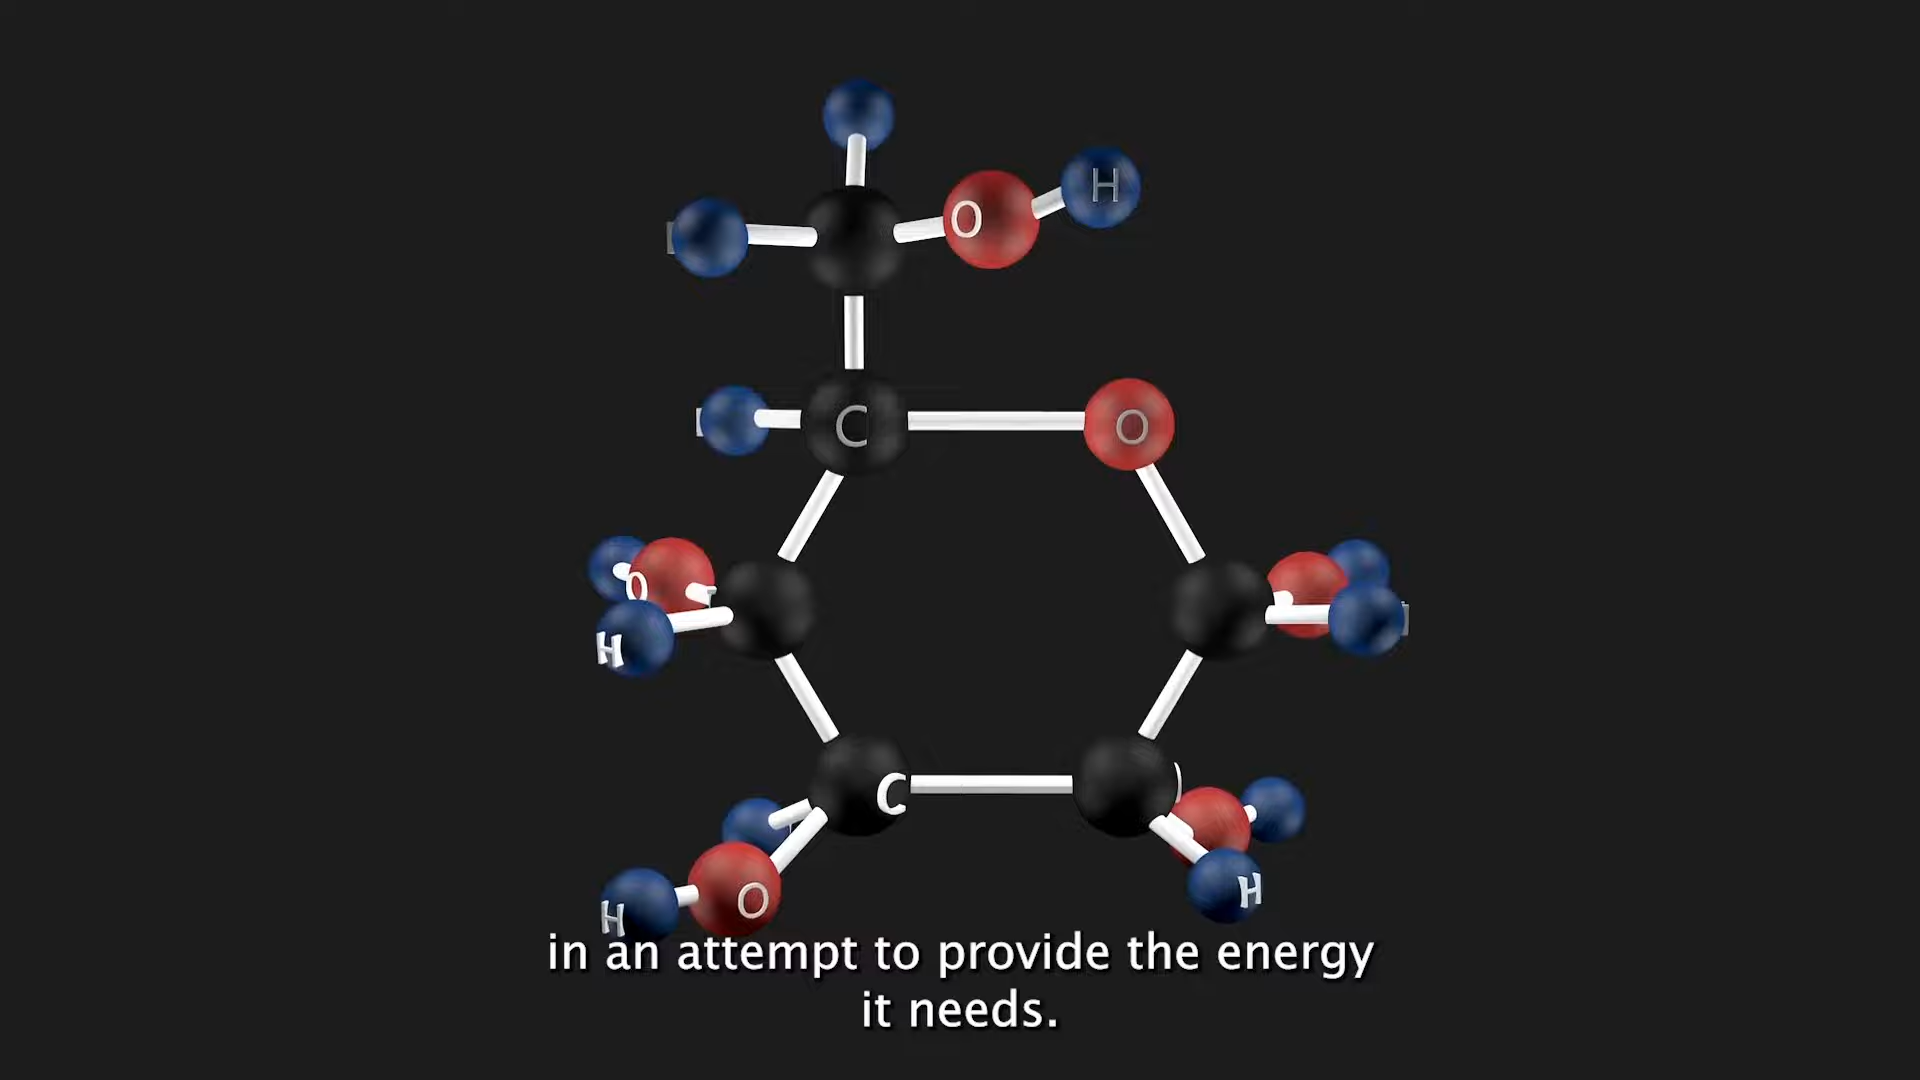 H
O
C
O
O
H
C
H
O
H
in an attempt to provide the energy
it needs.